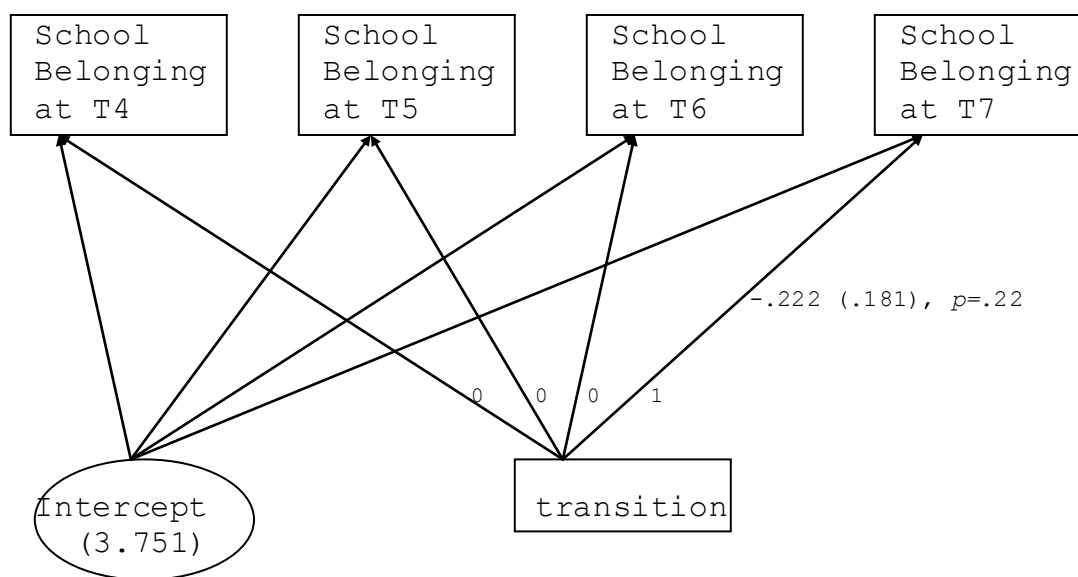 School
Belonging
at T4
School
Belonging
at T5
School
Belonging
at T6
School
Belonging
at T7
-.222 (.181), p=.22
0 0 0 1
Intercept
(3.751)
transition